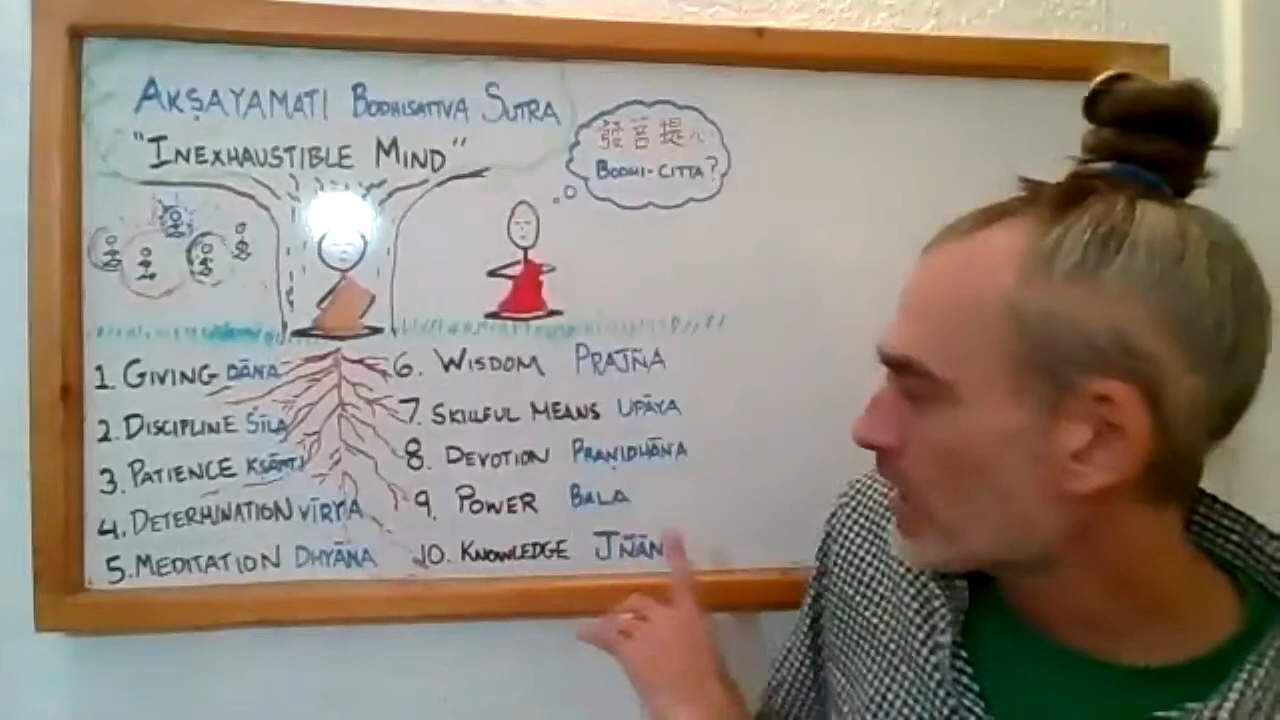 AKṢAYAMATI BODHISATTVA SUTRA
"INEXHAUSTIBLE MIND"
發菩提心
BODHI-CITTA?
1. GIVING DĀNA
2. DISCIPLINE ŚĪLA
3. PATIENCE KṢĀNTI
4. DETERMINATION VĪRYA
5. MEDITATION DHYĀNA
6. WISDOM PRAJÑA
7. SKILLFUL MEANS UPĀYA
8. DEVOTION PRAṆIDHĀNA
9. POWER BALA
10. KNOWLEDGE JÑĀN